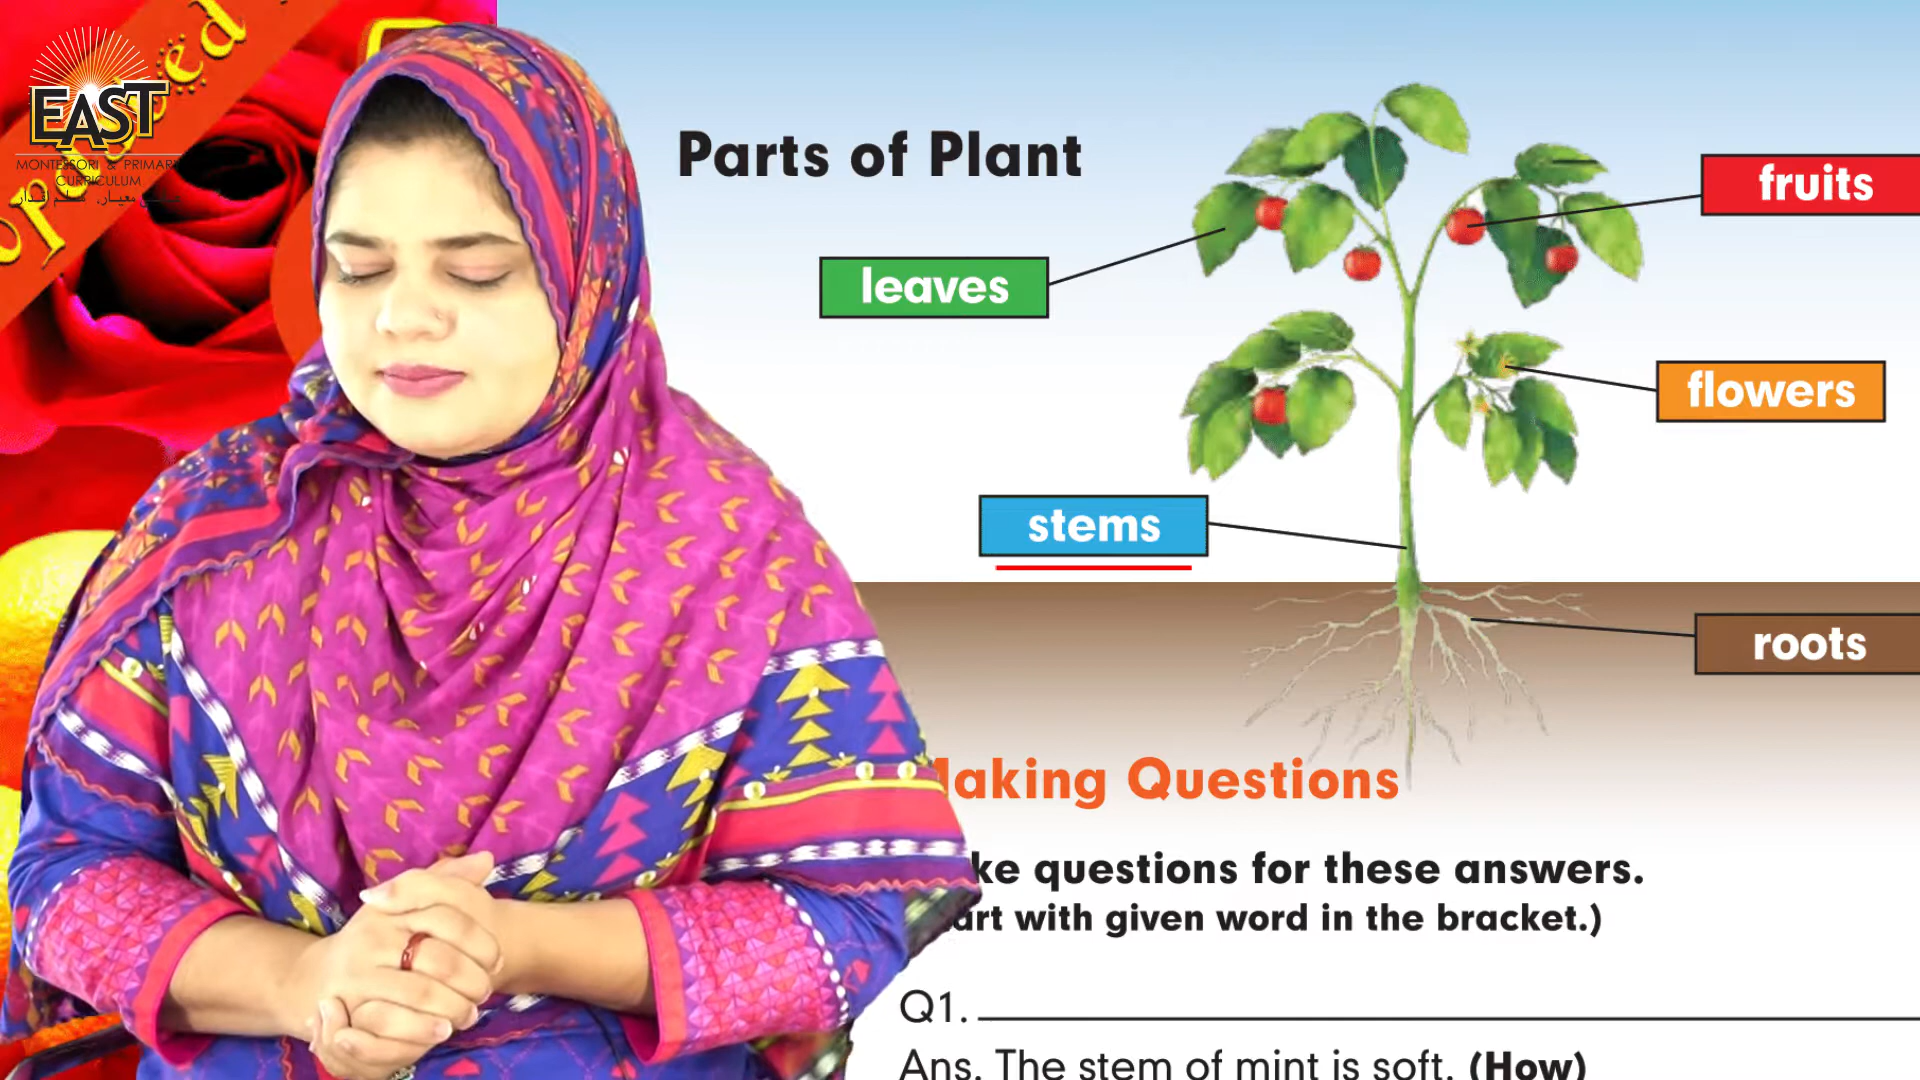 EAST
MONTESSORI & PRIMARY
CURRICULUM
Parts of Plant
fruits
leaves
flowers
stems
roots
Making Questions
ke questions for these answers.
art with given word in the bracket.)
Q1.
Ans. The stem of mint is soft. (How)